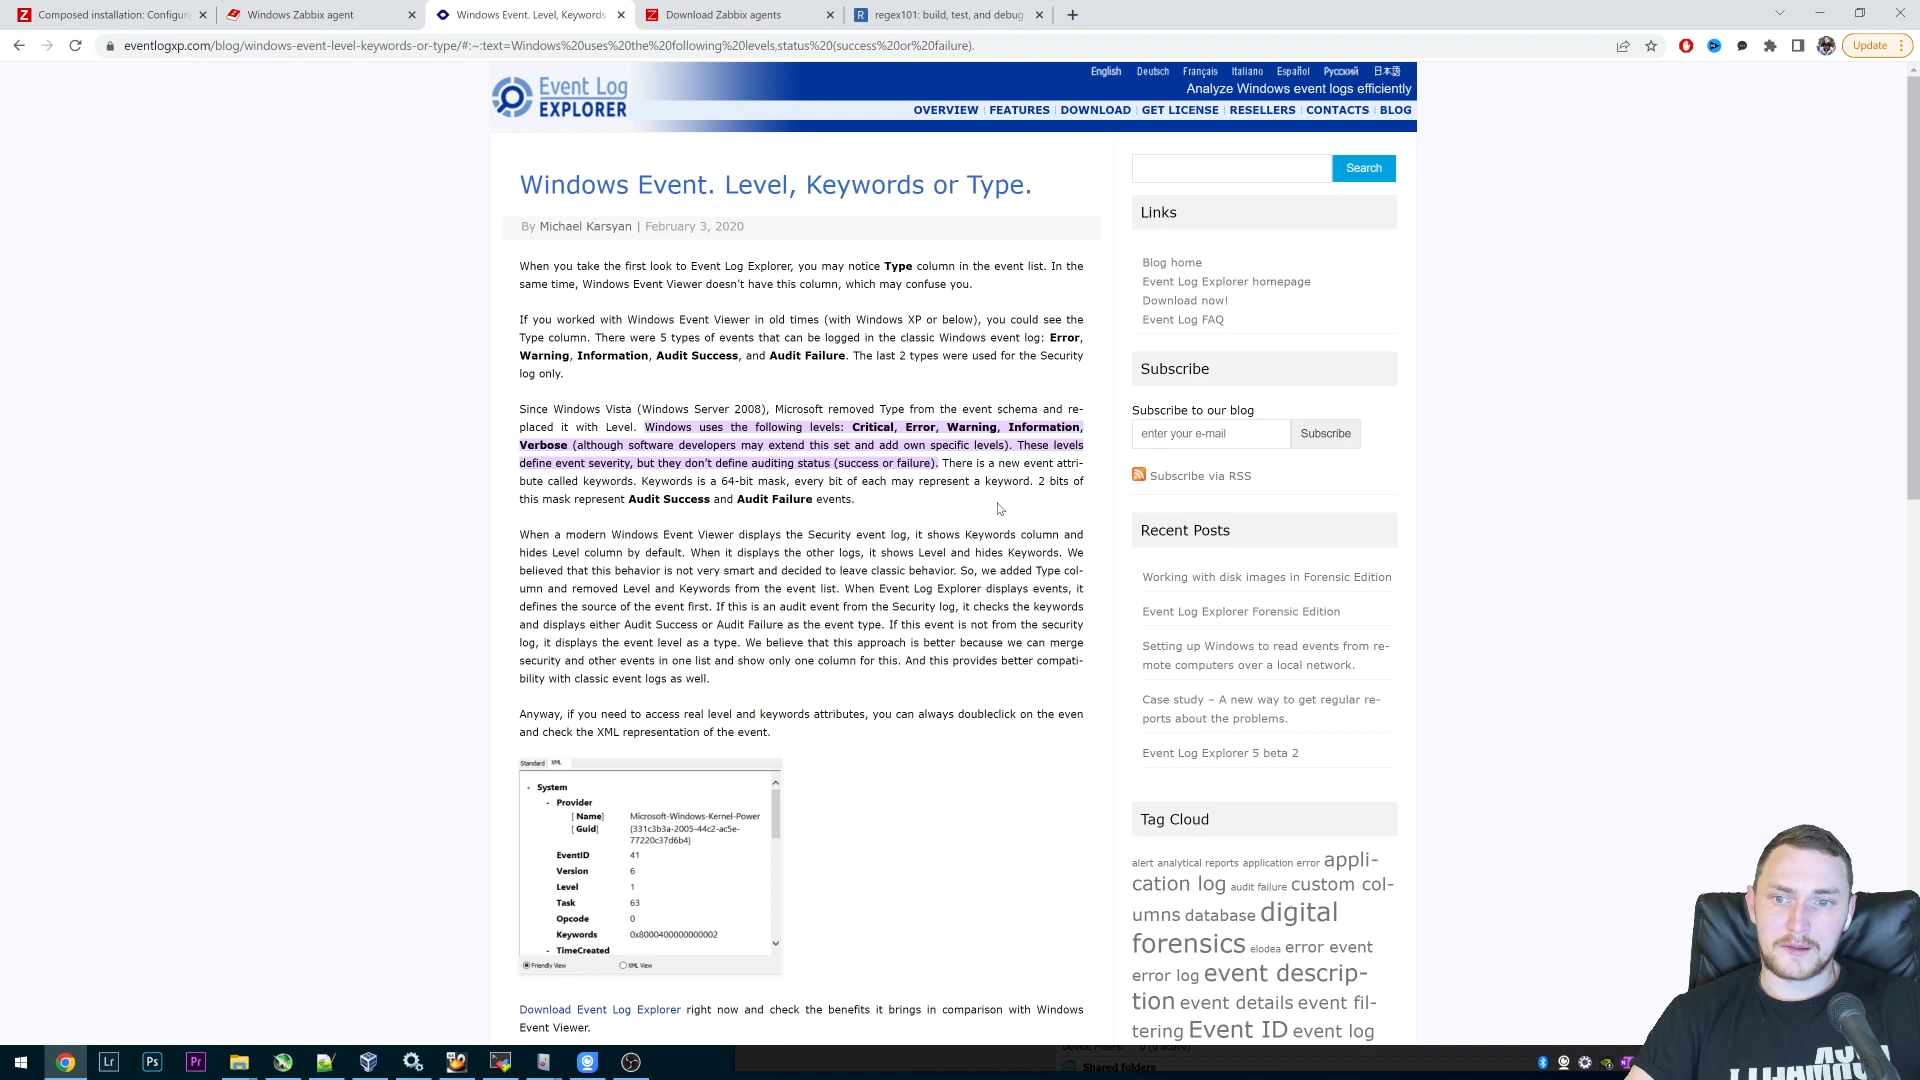 Composed installation: Configura
Windows Zabbix agent
Windows Event. Level, Keywords
Download Zabbix agents
regex101: build, test, and debug
eventlogxp.com/blog/windows-event-level-keywords-or-type/#:~:text=Windows%20uses%20the%20following%20levels,status%20(success%20or%20failure).
Update
English Deutsch Français Italiano Español Русский 日本語
Event Log
EXPLORER
Analyze Windows event logs efficiently
OVERVIEW FEATURES DOWNLOAD GET LICENSE RESELLERS CONTACTS BLOG
Windows Event. Level, Keywords or Type.
By Michael Karsyan | February 3, 2020
When you take the first look to Event Log Explorer, you may notice Type column in the event list. In the
same time, Windows Event Viewer doesn't have this column, which may confuse you.
If you worked with Windows Event Viewer in old times (with Windows XP or below), you could see the
Type column. There were 5 types of events that can be logged in the classic Windows event log: Error,
Warning, Information, Audit Success, and Audit Failure. The last 2 types were used for the Security
log only.
Since Windows Vista (Windows Server 2008), Microsoft removed Type from the event schema and re-
placed it with Level. Windows uses the following levels: Critical, Error, Warning, Information,
Verbose (although software developers may extend this set and add own specific levels). These levels
define event severity, but they don't define auditing status (success or failure). There is a new event attri-
bute called keywords. Keywords is a 64-bit mask, every bit of each may represent a keyword. 2 bits of
this mask represent Audit Success and Audit Failure events.
When a modern Windows Event Viewer displays the Security event log, it shows Keywords column and
hides Level column by default. When it displays the other logs, it shows Level and hides Keywords. We
believed that this behavior is not very smart and decided to leave classic behavior. So, we added Type col-
umn and removed Level and Keywords from the event list. When Event Log Explorer displays events, it
defines the source of the event first. If this is an audit event from the Security log, it checks the keywords
and displays either Audit Success or Audit Failure as the event type. If this event is not from the security
log, it displays the event level as a type. We believe that this approach is better because we can merge
security and other events in one list and show only one column for this. And this provides better compati-
bility with classic event logs as well.
Anyway, if you need to access real level and keywords attributes, you can always doubleclick on the even
and check the XML representation of the event.
Standard XML
- System
- Provider
[ Name] Microsoft-Windows-Kernel-Power
[ Guid] {331c3b3a-2005-44c2-ac5e-
77220c37d6b4}
EventID 41
Version 6
Level 1
Task 63
Opcode 0
Keywords 0x8000400000000002
- TimeCreated
Friendly View XML View
Download Event Log Explorer right now and check the benefits it brings in comparison with Windows
Event Viewer.
Search
Links
Blog home
Event Log Explorer homepage
Download now!
Event Log FAQ
Subscribe
Subscribe to our blog
enter your e-mail Subscribe
Subscribe via RSS
Recent Posts
Working with disk images in Forensic Edition
Event Log Explorer Forensic Edition
Setting up Windows to read events from re-
mote computers over a local network.
Case study – A new way to get regular re-
ports about the problems.
Event Log Explorer 5 beta 2
Tag Cloud
alert analytical reports application error appli-
cation log audit failure custom col-
umns database digital
forensics elodea error event
error log event descrip-
tion event details event fil-
tering Event ID event log
Lr Ps Pr
Shared folders